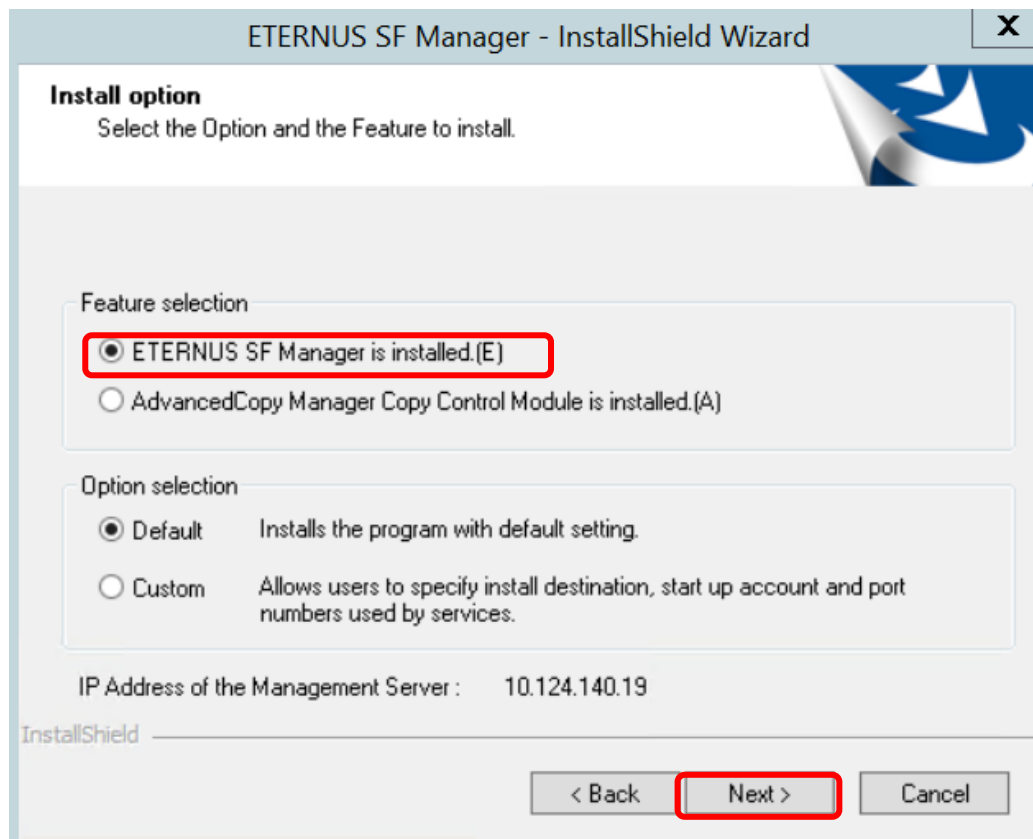 ETERNUS SF Manager - InstallShield Wizard
X
Install option
Select the Option and the Feature to install.
Feature selection
ETERNUS SF Manager is installed.(E)
AdvancedCopy Manager Copy Control Module is installed.(A)
Option selection
Default Installs the program with default setting.
Custom Allows users to specify install destination, start up account and port
numbers used by services.
IP Address of the Management Server : 10.124.140.19
InstallShield
< Back Next > Cancel